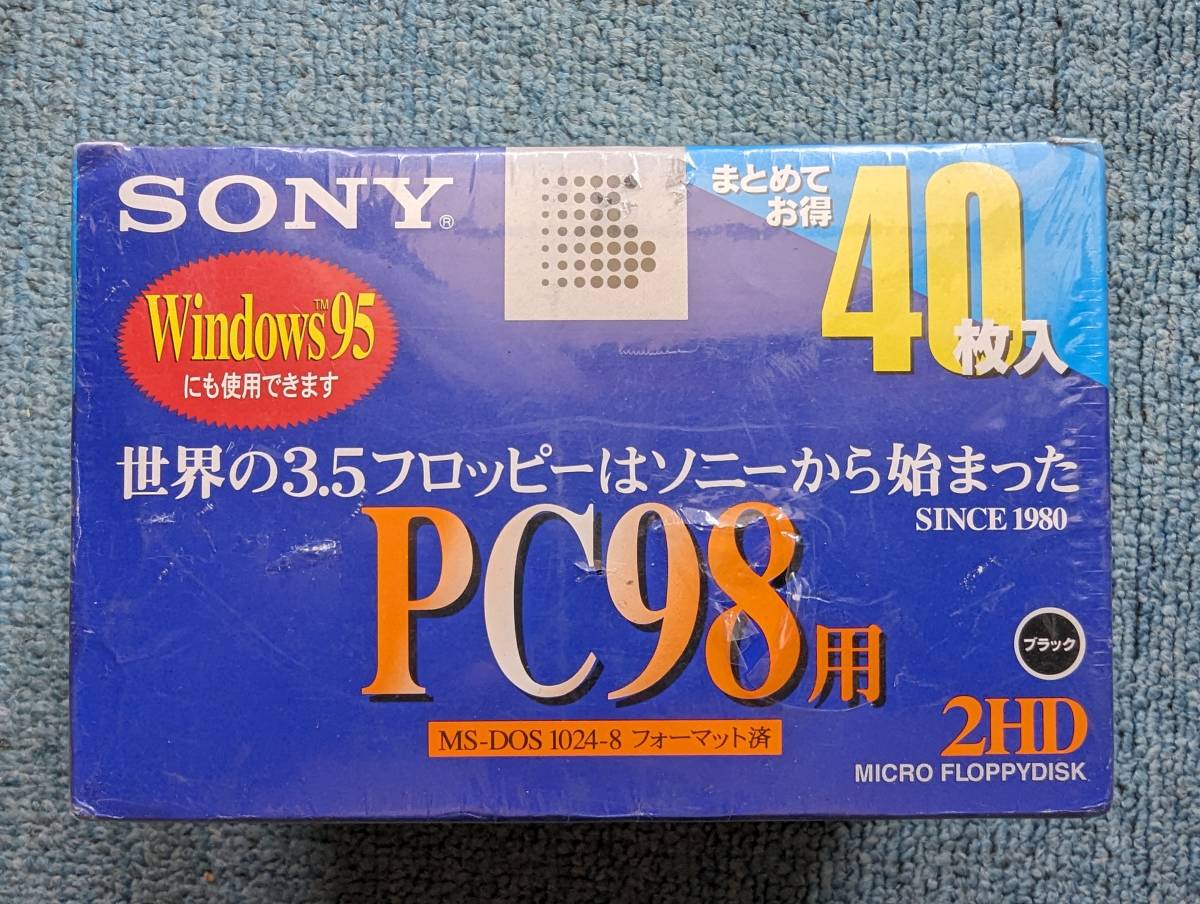 SONY®
まとめて
お得
40
枚入
Windows™95
にも使用できます
世界の3.5フロッピーはソニーから始まった
SINCE 1980
PC98用
ブラック
MS-DOS 1024-8 フォーマット済
2HD
MICRO FLOPPYDISK